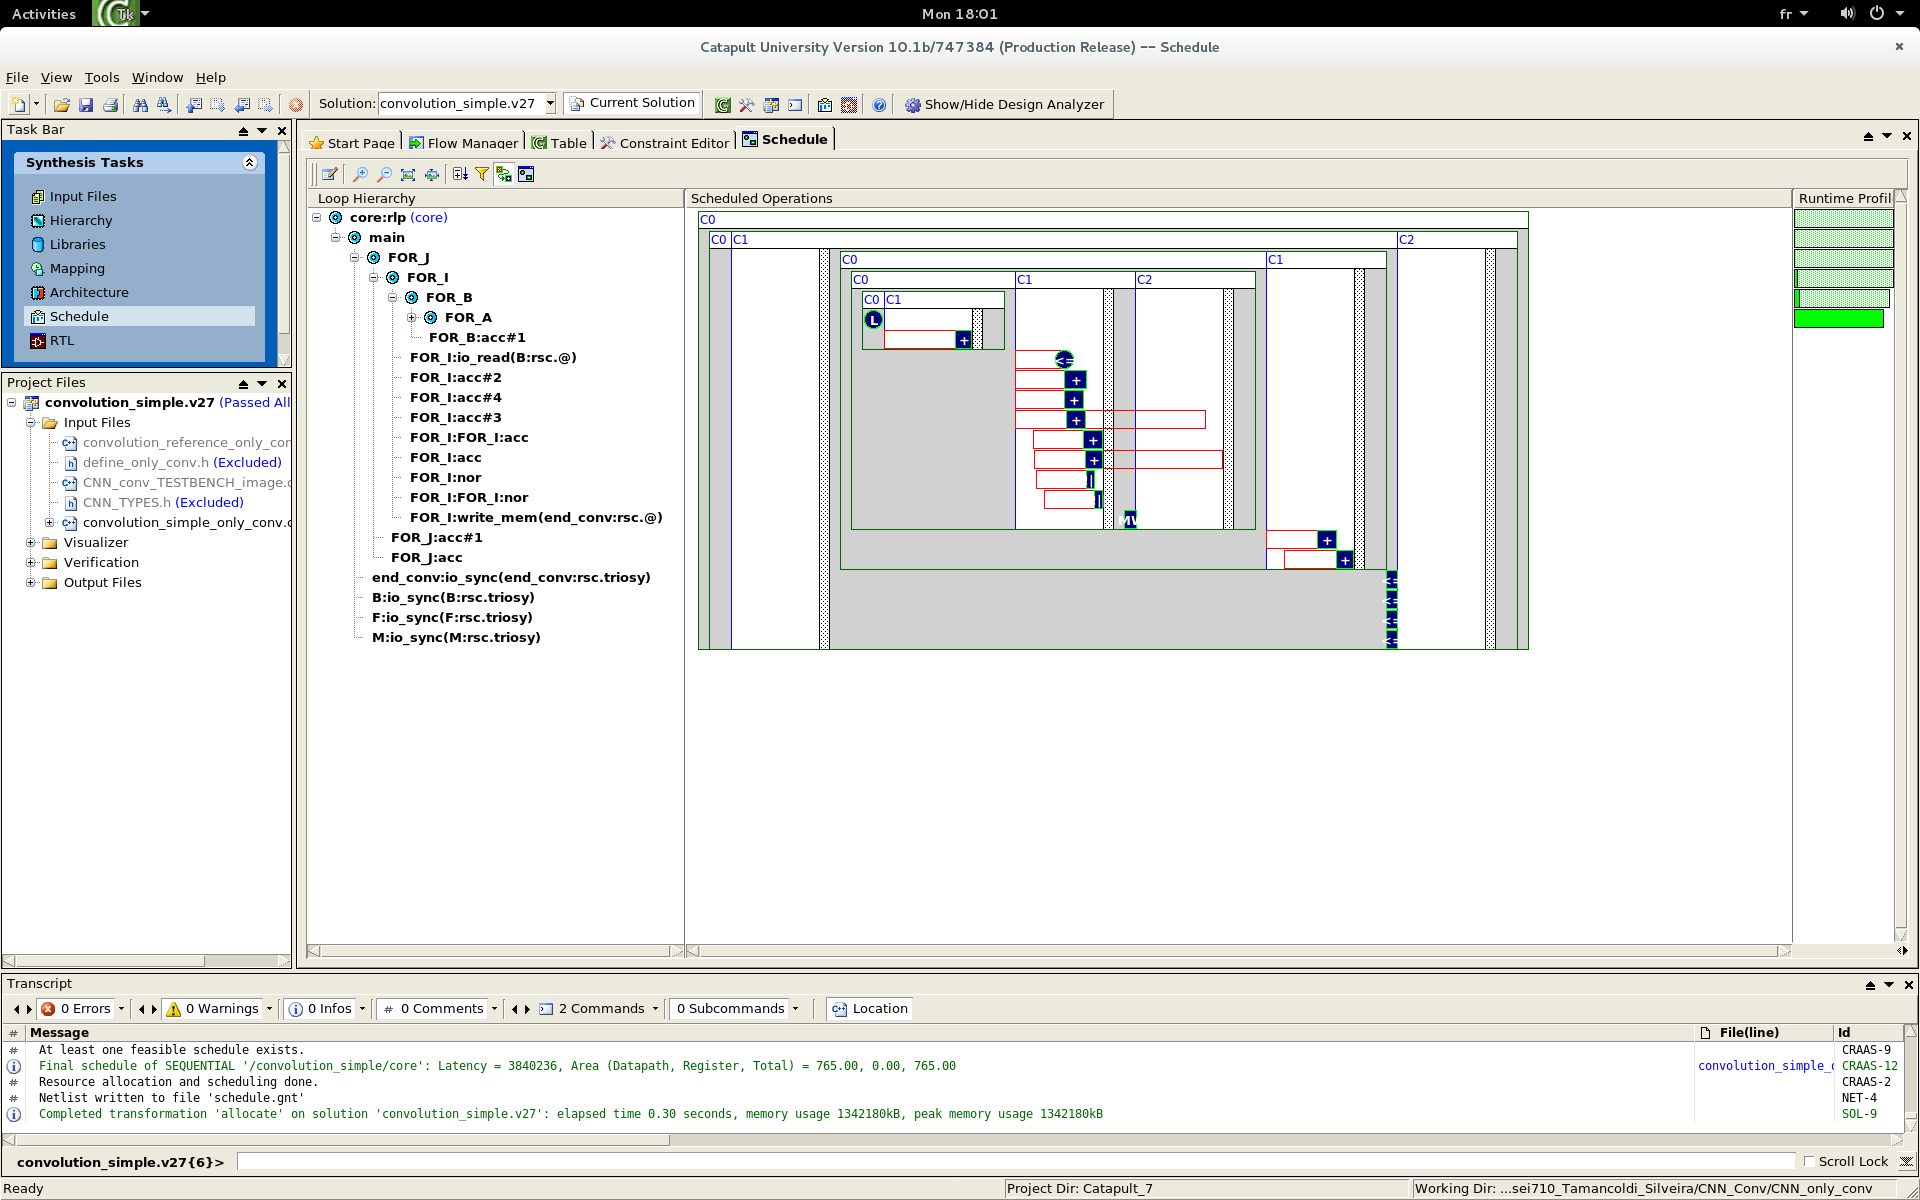 Activities
Tk
Mon 18:01
fr
Catapult University Version 10.1b/747384 (Production Release) -- Schedule
File View Tools Window Help
Solution: convolution_simple.v27 Current Solution Show/Hide Design Analyzer
Task Bar
Synthesis Tasks
Input Files
Hierarchy
Libraries
Mapping
Architecture
Schedule
RTL
Project Files
convolution_simple.v27 (Passed All
Input Files
convolution_reference_only_con
define_only_conv.h (Excluded)
CNN_conv_TESTBENCH_image.c
CNN_TYPES.h (Excluded)
convolution_simple_only_conv.c
Visualizer
Verification
Output Files
Start Page Flow Manager Table Constraint Editor Schedule
Loop Hierarchy
core:rlp (core)
main
FOR_J
FOR_I
FOR_B
FOR_A
FOR_B:acc#1
FOR_I:io_read(B:rsc.@)
FOR_I:acc#2
FOR_I:acc#4
FOR_I:acc#3
FOR_I:FOR_I:acc
FOR_I:acc
FOR_I:nor
FOR_I:FOR_I:nor
FOR_I:write_mem(end_conv:rsc.@)
FOR_J:acc#1
FOR_J:acc
end_conv:io_sync(end_conv:rsc.triosy)
B:io_sync(B:rsc.triosy)
F:io_sync(F:rsc.triosy)
M:io_sync(M:rsc.triosy)
Scheduled Operations
C0
C0 C1 C2
C0 C1
C0 C1 C2
C0 C1
L
+
<=
+
+
+
+
+
|
|
MW
+
+
<=
<=
<=
<=
Runtime Profil
Transcript
0 Errors 0 Warnings 0 Infos # 0 Comments 2 Commands 0 Subcommands Location
# Message File(line) Id
# At least one feasible schedule exists. CRAAS-9
Final schedule of SEQUENTIAL '/convolution_simple/core': Latency = 3840236, Area (Datapath, Register, Total) = 765.00, 0.00, 765.00 convolution_simple_o CRAAS-12
# Resource allocation and scheduling done. CRAAS-2
# Netlist written to file 'schedule.gnt' NET-4
Completed transformation 'allocate' on solution 'convolution_simple.v27': elapsed time 0.30 seconds, memory usage 1342180kB, peak memory usage 1342180kB SOL-9
convolution_simple.v27{6}> Scroll Lock
Ready Project Dir: Catapult_7 Working Dir: ...sei710_Tamancoldi_Silveira/CNN_Conv/CNN_only_conv